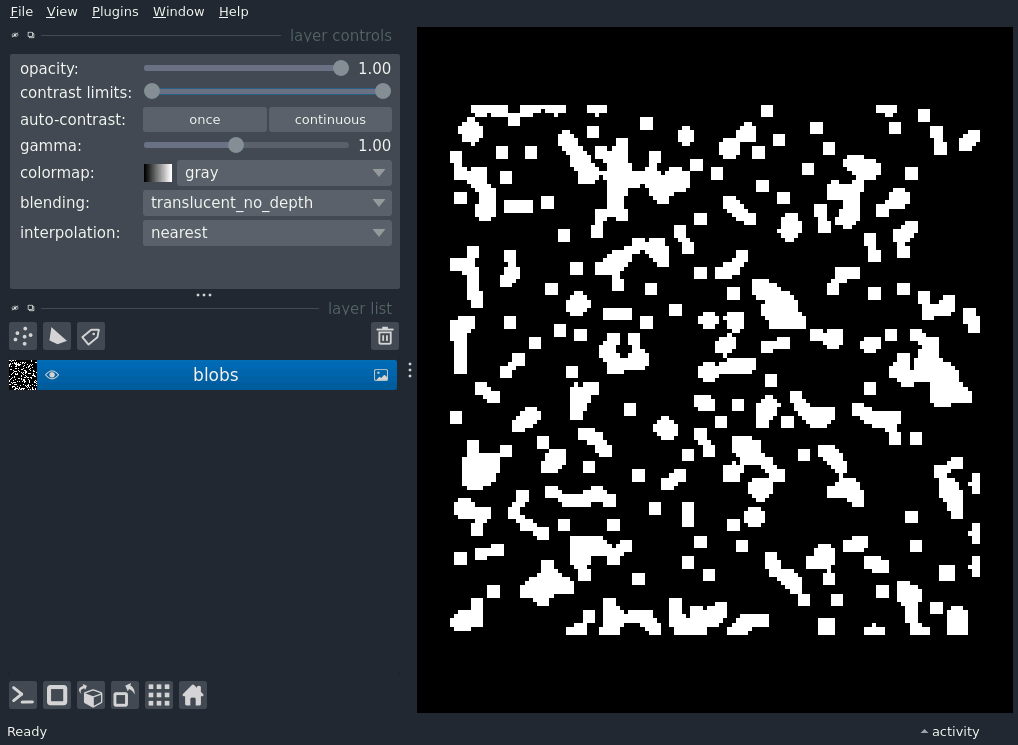 File View Plugins Window Help
layer controls
opacity: 1.00
contrast limits:
auto-contrast: once continuous
gamma: 1.00
colormap: gray
blending: translucent_no_depth
interpolation: nearest
layer list
blobs
Ready activity